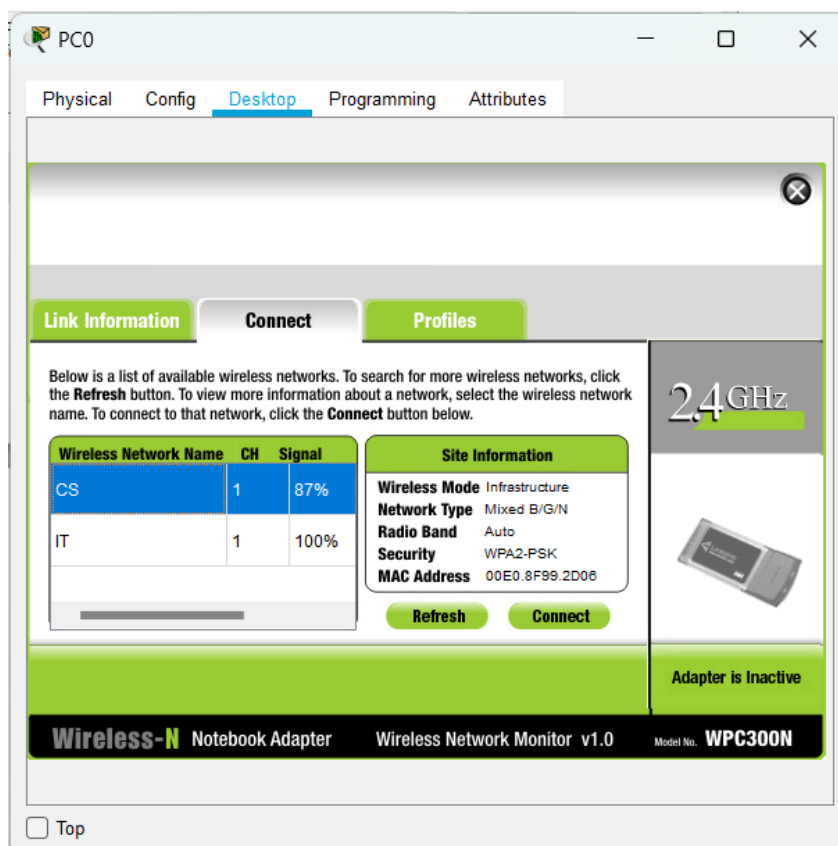 PC0
Physical Config Desktop Programming Attributes
Link Information Connect Profiles
Below is a list of available wireless networks. To search for more wireless networks, click
the Refresh button. To view more information about a network, select the wireless network
name. To connect to that network, click the Connect button below.
2.4GHz
Wireless Network Name CH Signal
CS 1 87%
IT 1 100%
Site Information
Wireless Mode Infrastructure
Network Type Mixed B/G/N
Radio Band Auto
Security WPA2-PSK
MAC Address 00E0.8F99.2D06
Refresh Connect
Adapter is Inactive
Wireless-N Notebook Adapter Wireless Network Monitor v1.0 Model No. WPC300N
Top